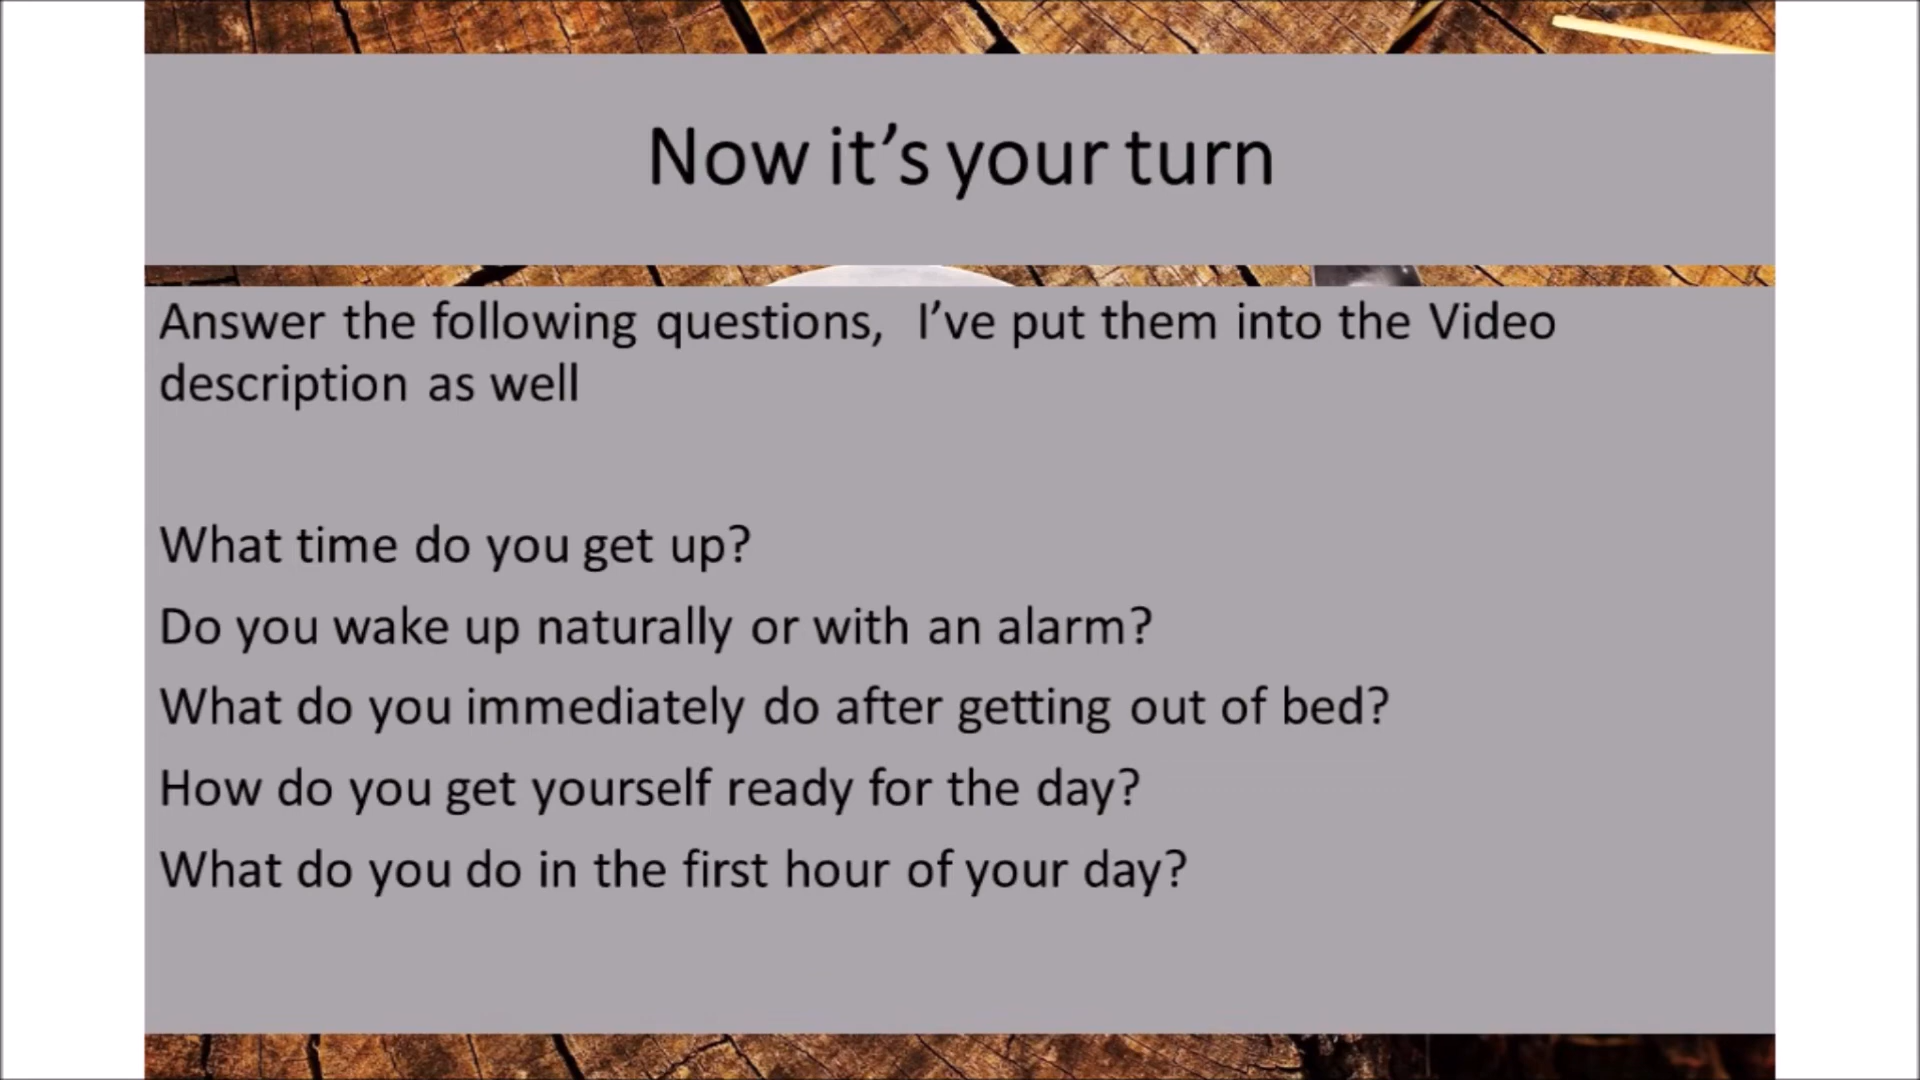 Now it’s your turn
Answer the following questions,  I’ve put them into the Video
description as well
What time do you get up?
Do you wake up naturally or with an alarm?
What do you immediately do after getting out of bed?
How do you get yourself ready for the day?
What do you do in the first hour of your day?